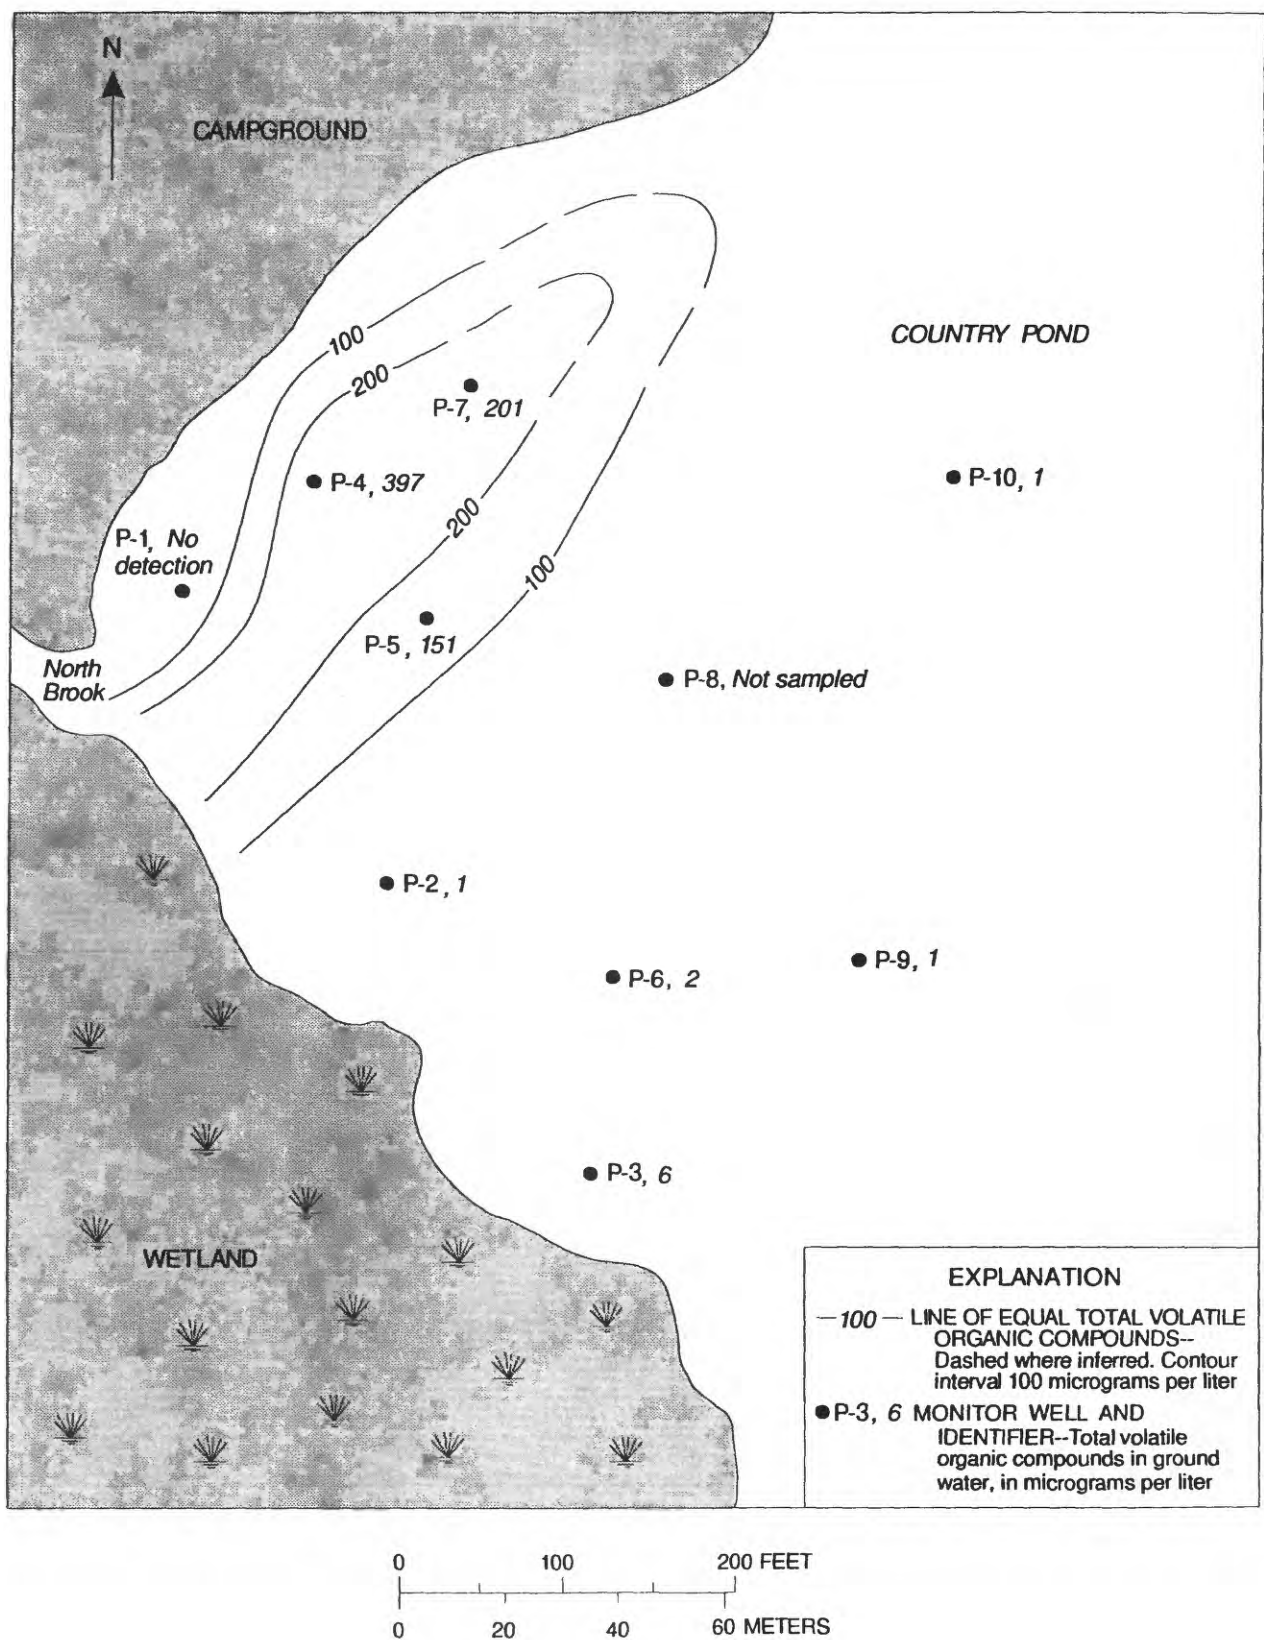 N
CAMPGROUND
100
200
COUNTRY POND
P-7, 201
P-4, 397
P-10, 1
200
P-1, No
detection
100
P-5, 151
North
Brook
P-8, Not sampled
P-2, 1
P-9, 1
P-6, 2
P-3, 6
WETLAND
EXPLANATION
—100— LINE OF EQUAL TOTAL VOLATILE
ORGANIC COMPOUNDS--
Dashed where inferred. Contour
interval 100 micrograms per liter
● P-3, 6 MONITOR WELL AND
IDENTIFIER--Total volatile
organic compounds in ground
water, in micrograms per liter
0 100 200 FEET
0 20 40 60 METERS